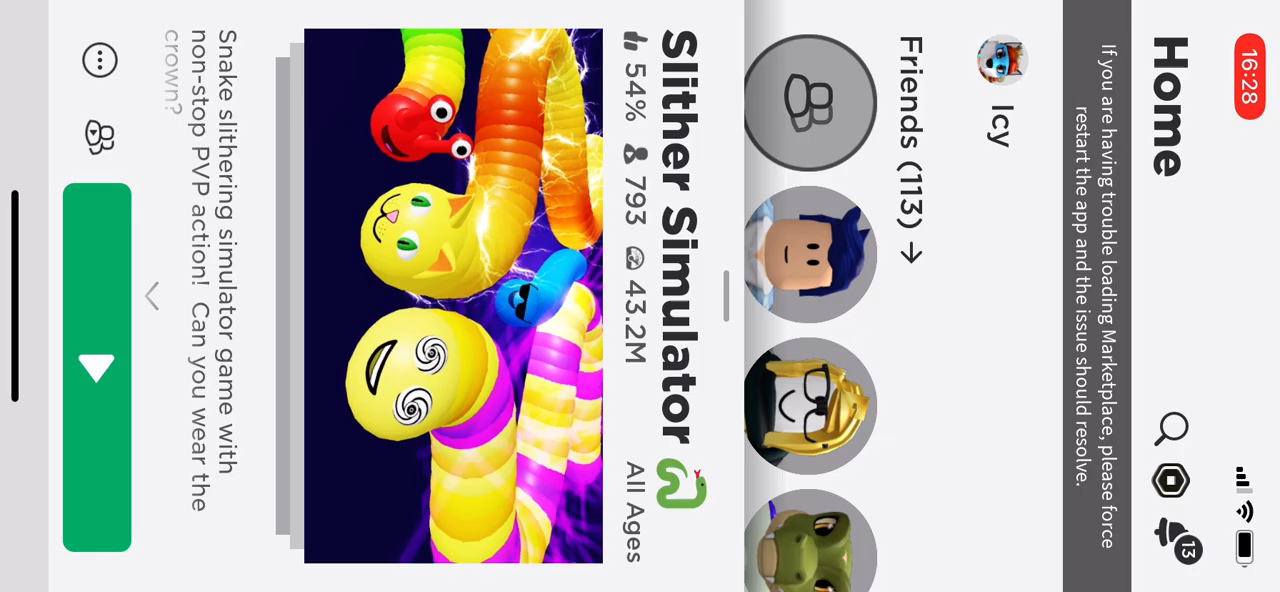 16:28
Home
13
If you are having trouble loading Marketplace, please force
restart the app and the issue should resolve.
Icy
Friends (113) →
Slither Simulator 🐍
54% 793 43.2M All Ages
Snake slithering simulator game with
non-stop PVP action! Can you wear the
crown?